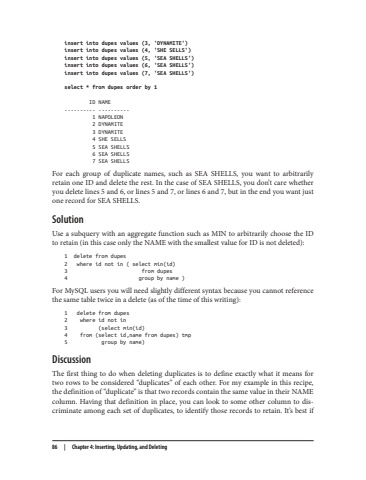 insert into dupes values (3, 'DYNAMITE')
insert into dupes values (4, 'SHE SELLS')
insert into dupes values (5, 'SEA SHELLS')
insert into dupes values (6, 'SEA SHELLS')
insert into dupes values (7, 'SEA SHELLS')
select * from dupes order by 1
ID NAME
---------- ----------
1 NAPOLEON
2 DYNAMITE
3 DYNAMITE
4 SHE SELLS
5 SEA SHELLS
6 SEA SHELLS
7 SEA SHELLS
For each group of duplicate names, such as SEA SHELLS, you want to arbitrarily
retain one ID and delete the rest. In the case of SEA SHELLS, you don't care whether
you delete lines 5 and 6, or lines 5 and 7, or lines 6 and 7, but in the end you want just
one record for SEA SHELLS.
Solution
Use a subquery with an aggregate function such as MIN to arbitrarily choose the ID
to retain (in this case only the NAME with the smallest value for ID is not deleted):
1 delete from dupes
2 where id not in ( select min(id)
3 from dupes
4 group by name )
For MySQL users you will need slightly different syntax because you cannot reference
the same table twice in a delete (as of the time of this writing):
1 delete from dupes
2 where id not in
3 (select min(id)
4 from (select id,name from dupes) tmp
5 group by name)
Discussion
The first thing to do when deleting duplicates is to define exactly what it means for
two rows to be considered "duplicates" of each other. For my example in this recipe,
the definition of "duplicate" is that two records contain the same value in their NAME
column. Having that definition in place, you can look to some other column to dis-
criminate among each set of duplicates, to identify those records to retain. It's best if
86 | Chapter 4: Inserting, Updating, and Deleting